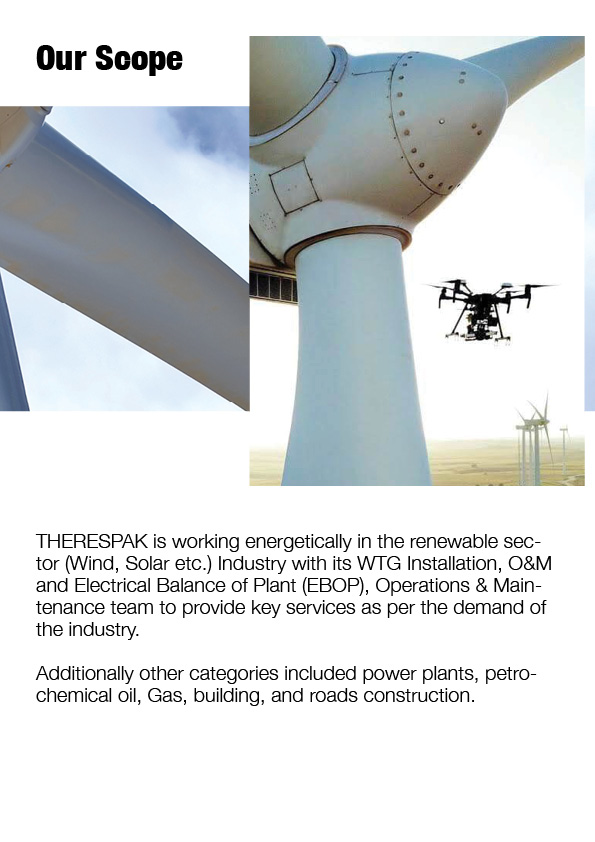 Our Scope
THERESPAK is working energetically in the renewable sec-
tor (Wind, Solar etc.) Industry with its WTG Installation, O&M
and Electrical Balance of Plant (EBOP), Operations & Main-
tenance team to provide key services as per the demand of
the industry.
Additionally other categories included power plants, petro-
chemical oil, Gas, building, and roads construction.